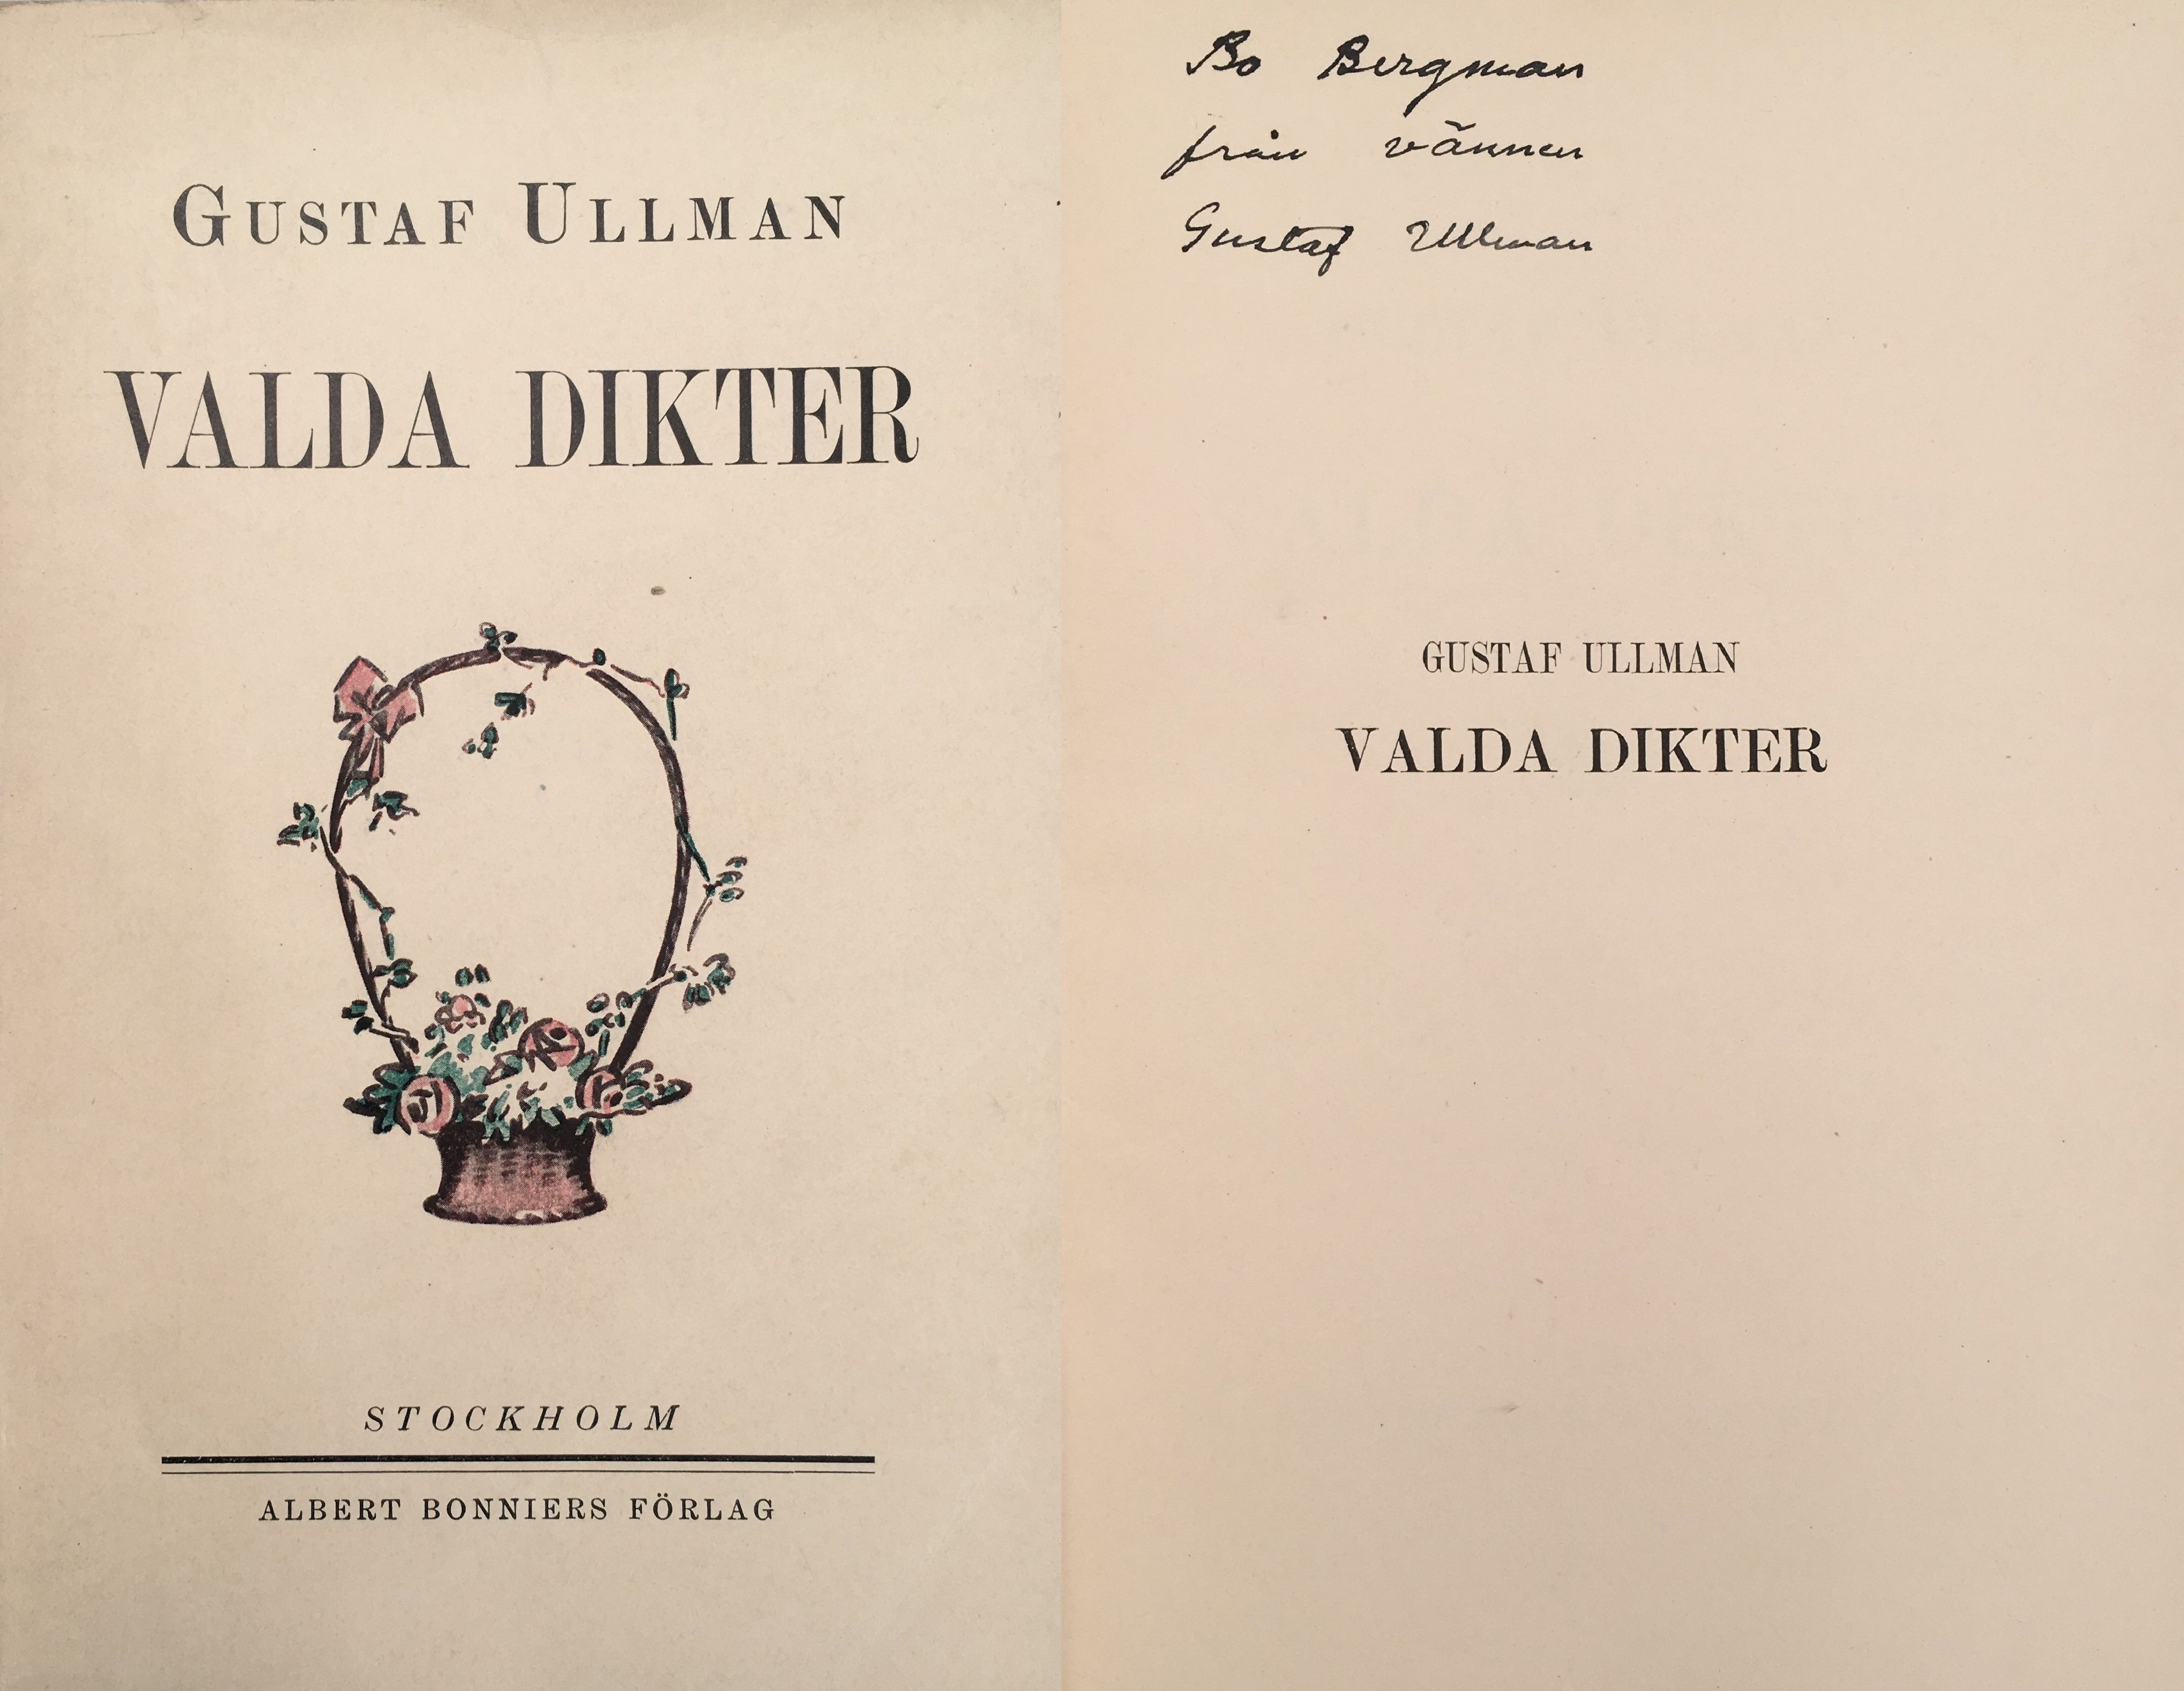 GUSTAF ULLMAN
VALDA DIKTER
STOCKHOLM
ALBERT BONNIERS FÖRLAG
Bo Bergman
från vännen
Gustaf Ullman
GUSTAF ULLMAN
VALDA DIKTER